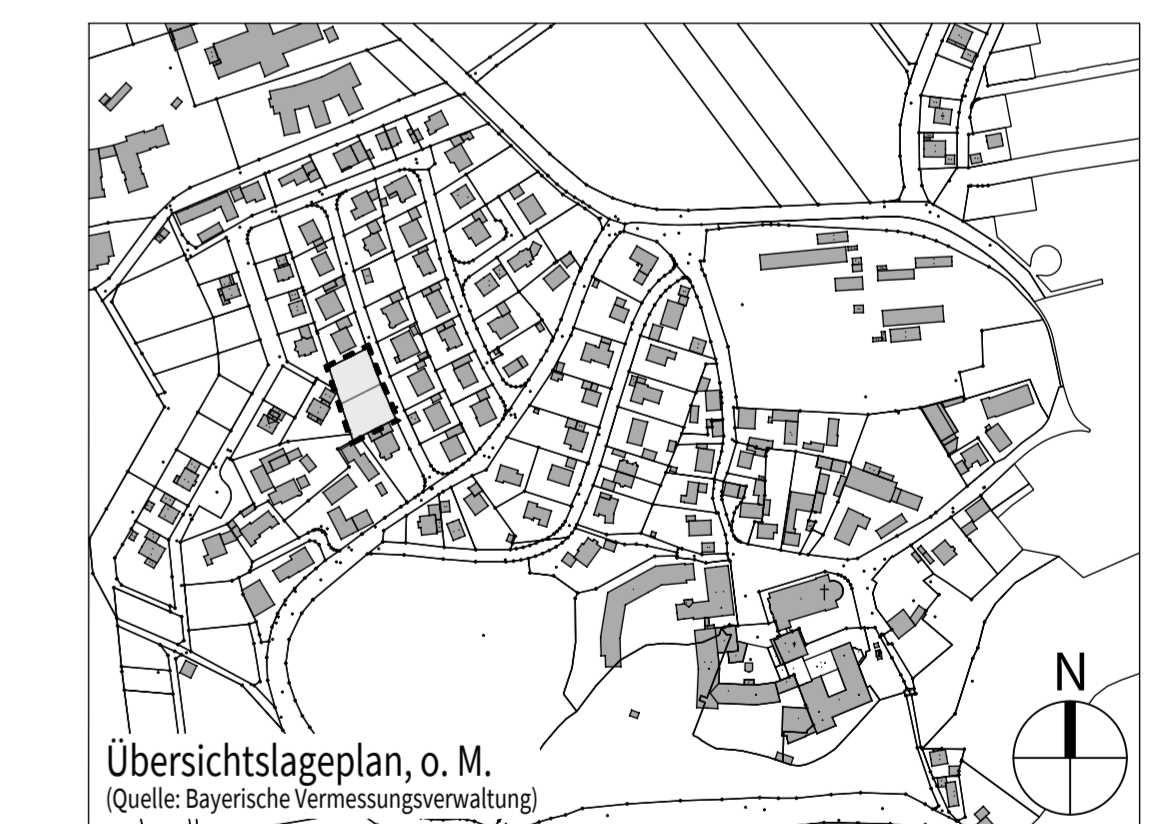 N
Übersichtslageplan, o. M.
(Quelle: Bayerische Vermessungsverwaltung)